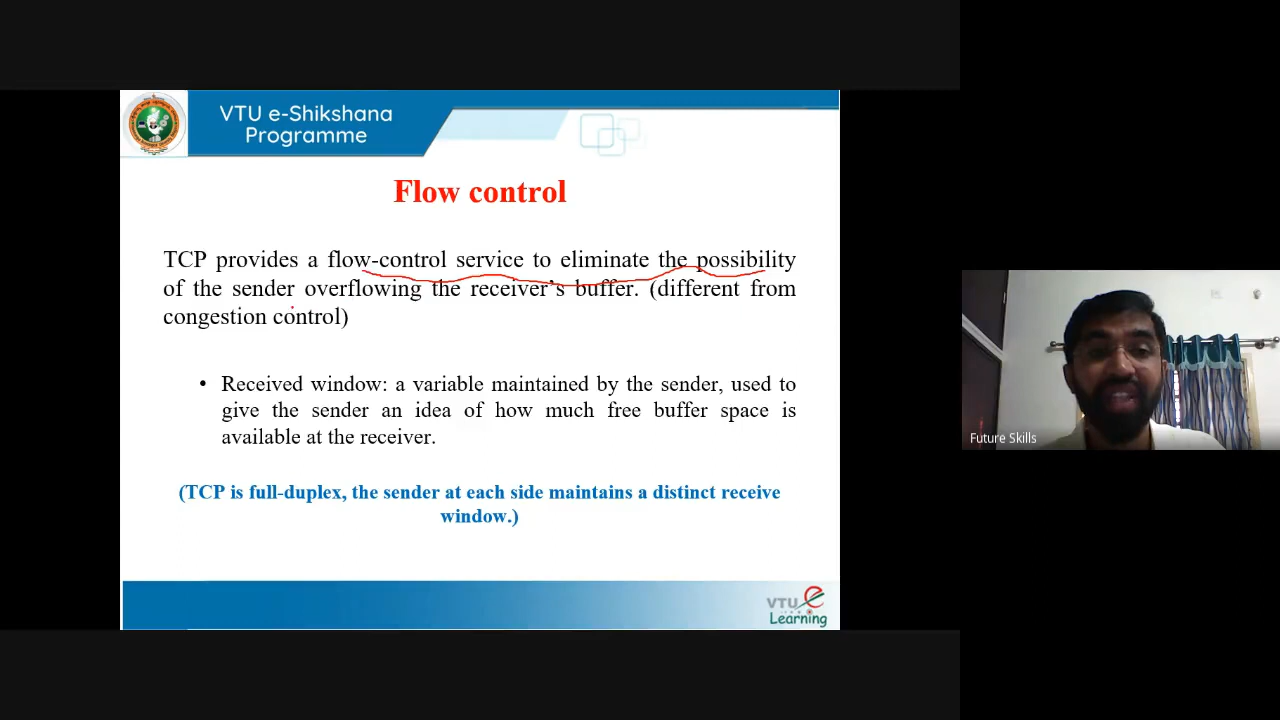 VTU e-Shikshana
Programme
Flow control
TCP provides a flow-control service to eliminate the possibility
of the sender overflowing the receiver's buffer. (different from
congestion control)
• Received window: a variable maintained by the sender, used to
give the sender an idea of how much free buffer space is
available at the receiver.
(TCP is full-duplex, the sender at each side maintains a distinct receive
window.)
VTU e
Learning
Future Skills